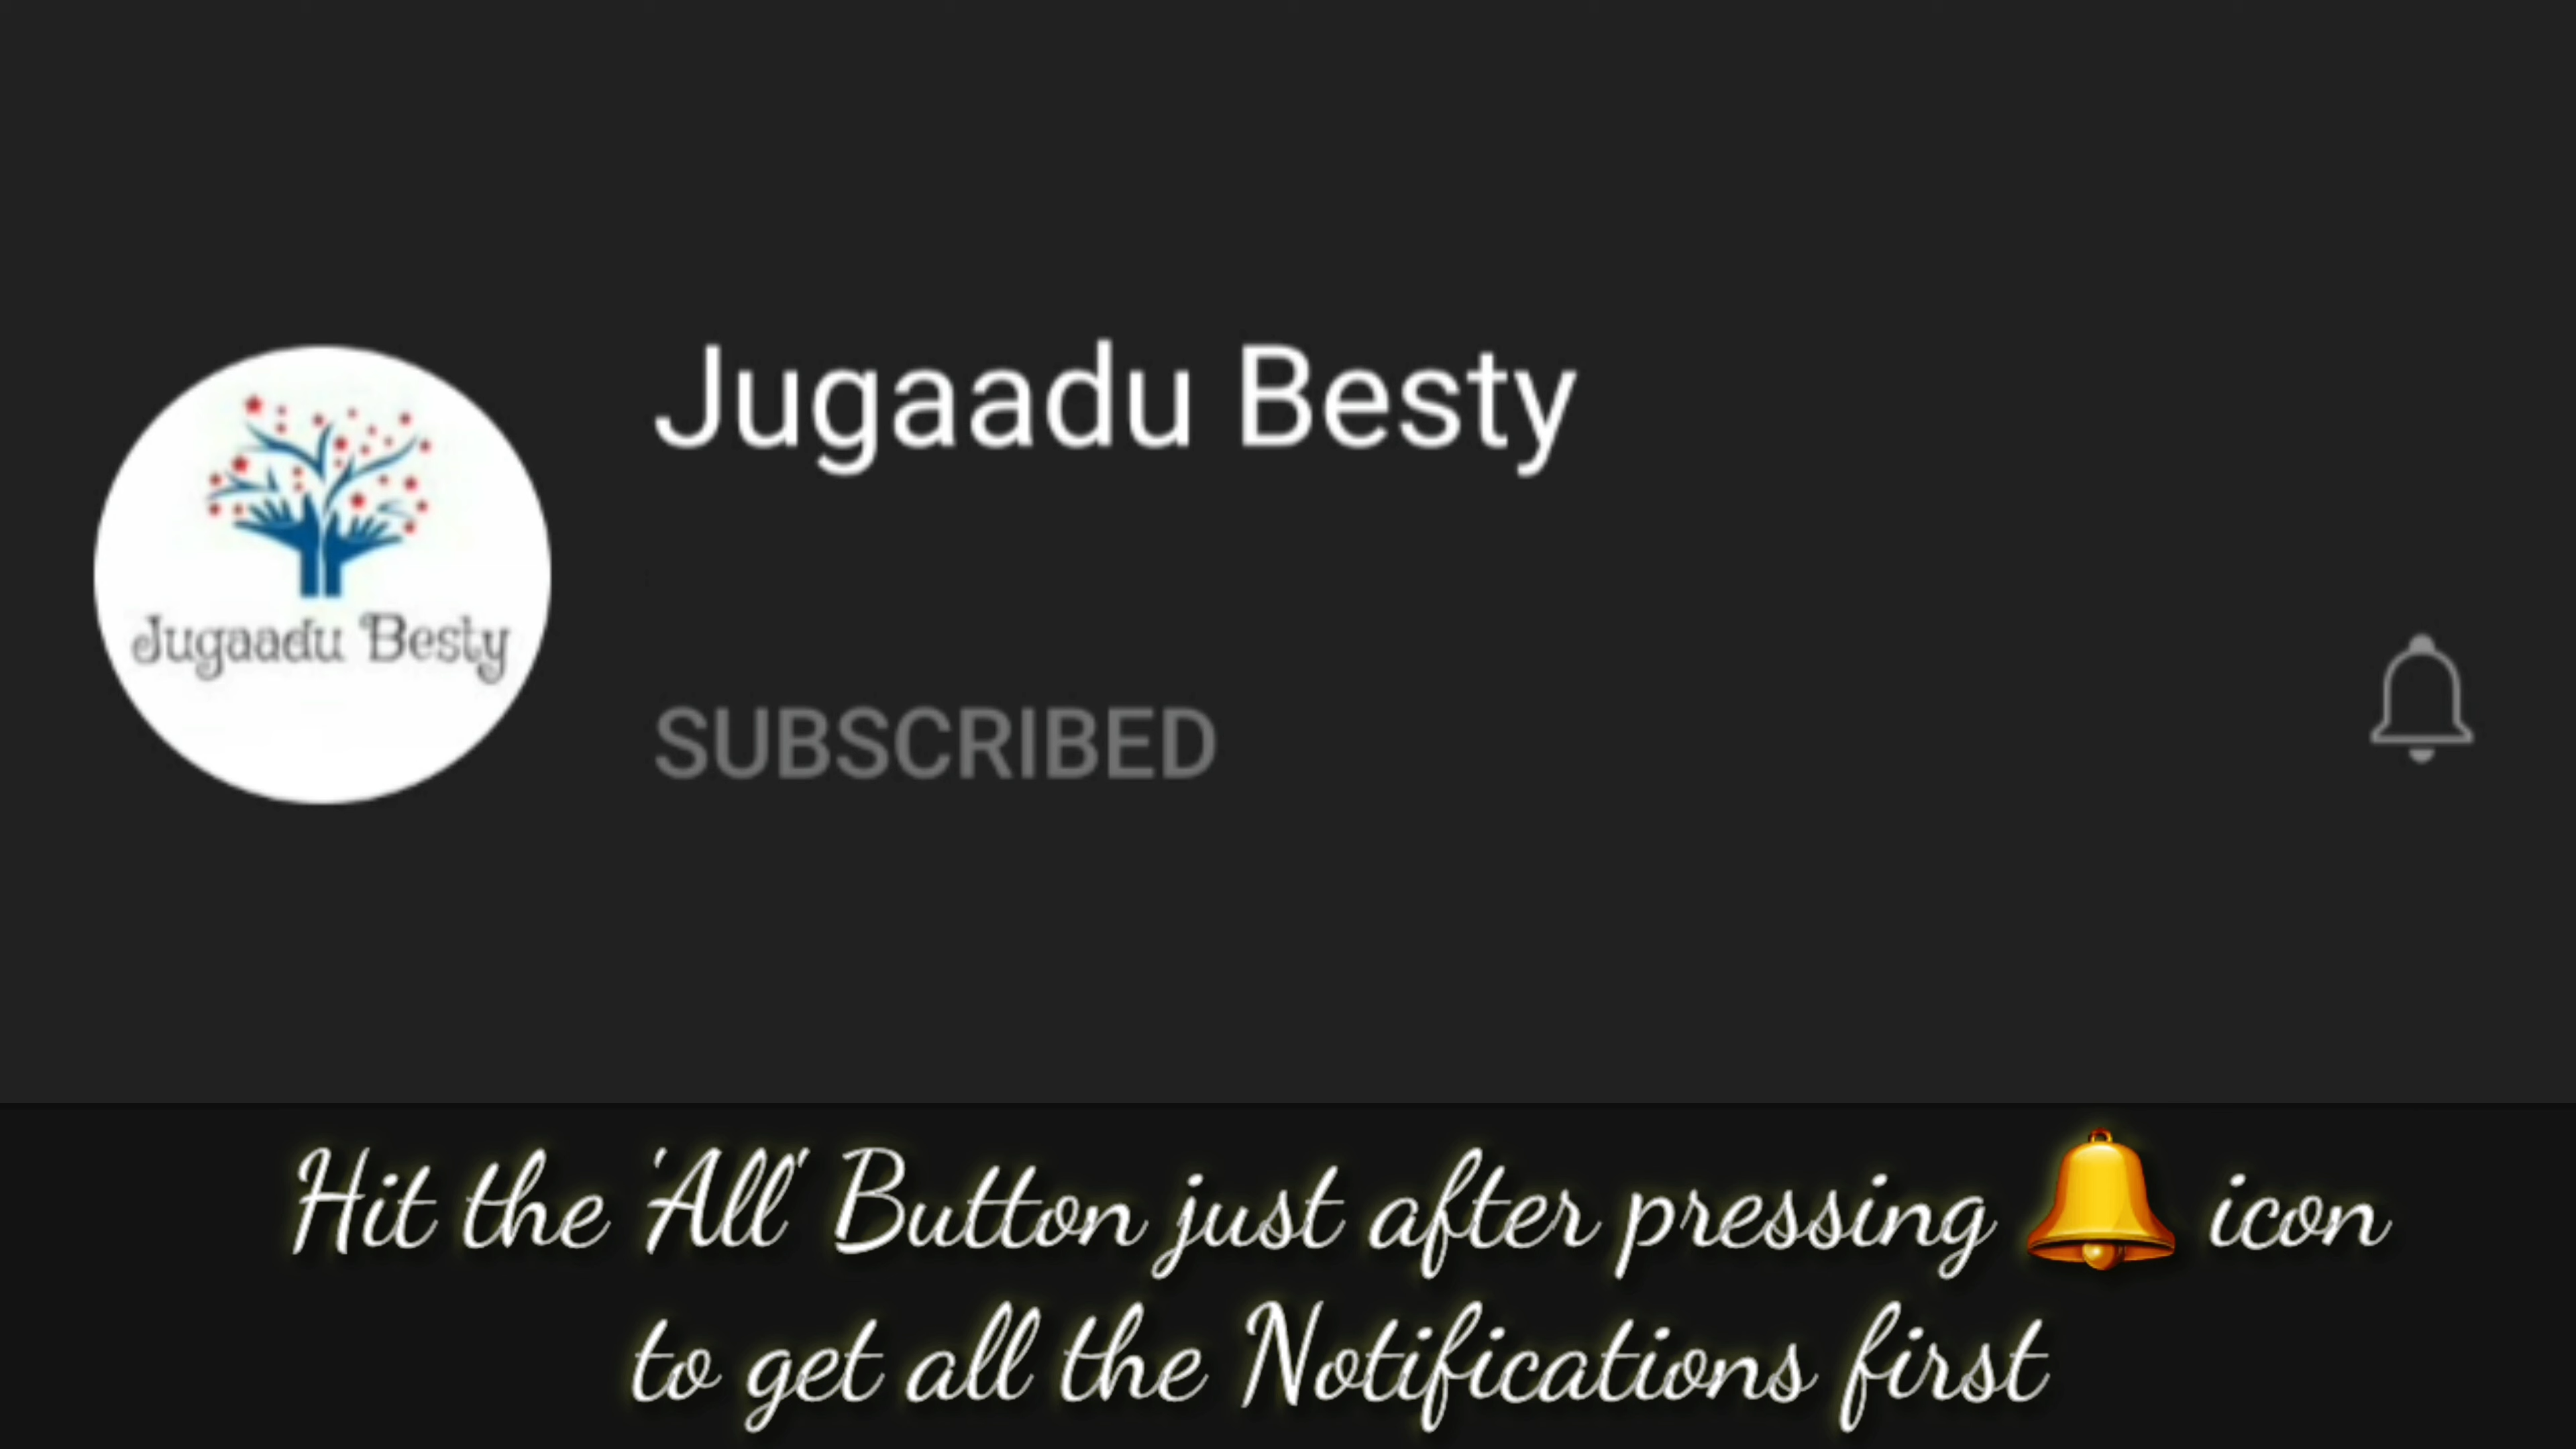 Jugaadu Besty
Jugaadu Besty
SUBSCRIBED
Hit the 'All' Button just after pressing 🔔 icon
to get all the Notifications first